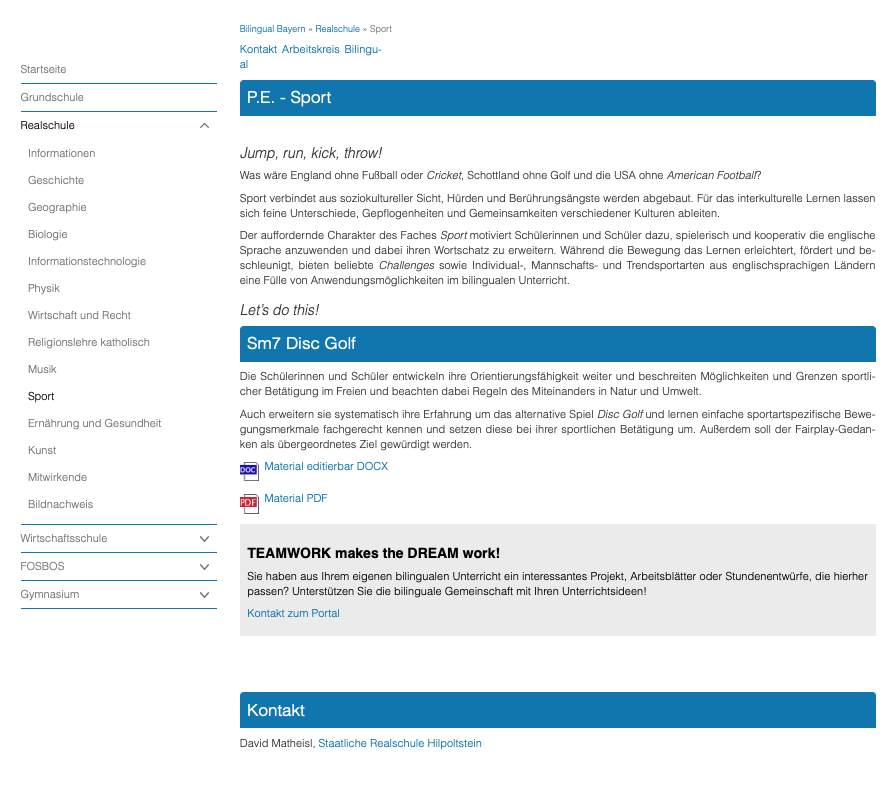 Bilingual Bayern » Realschule » Sport
Kontakt Arbeitskreis Bilingu-
al
Startseite
Grundschule
Realschule
Informationen
Geschichte
Geographie
Biologie
Informationstechnologie
Physik
Wirtschaft und Recht
Religionslehre katholisch
Musik
Sport
Ernährung und Gesundheit
Kunst
Mitwirkende
Bildnachweis
Wirtschaftsschule
FOSBOS
Gymnasium
P.E. - Sport
Jump, run, kick, throw!
Was wäre England ohne Fußball oder Cricket, Schottland ohne Golf und die USA ohne American Football?
Sport verbindet aus soziokultureller Sicht, Hürden und Berührungsängste werden abgebaut. Für das interkulturelle Lernen lassen
sich feine Unterschiede, Gepflogenheiten und Gemeinsamkeiten verschiedener Kulturen ableiten.
Der auffordernde Charakter des Faches Sport motiviert Schülerinnen und Schüler dazu, spielerisch und kooperativ die englische
Sprache anzuwenden und dabei ihren Wortschatz zu erweitern. Während die Bewegung das Lernen erleichtert, fördert und be-
schleunigt, bieten beliebte Challenges sowie Individual-, Mannschafts- und Trendsportarten aus englischsprachigen Ländern
eine Fülle von Anwendungsmöglichkeiten im bilingualen Unterricht.
Let's do this!
Sm7 Disc Golf
Die Schülerinnen und Schüler entwickeln ihre Orientierungsfähigkeit weiter und beschreiten Möglichkeiten und Grenzen sportli-
cher Betätigung im Freien und beachten dabei Regeln des Miteinanders in Natur und Umwelt.
Auch erweitern sie systematisch ihre Erfahrung um das alternative Spiel Disc Golf und lernen einfache sportartspezifische Bewe-
gungsmerkmale fachgerecht kennen und setzen diese bei ihrer sportlichen Betätigung um. Außerdem soll der Fairplay-Gedan-
ken als übergeordnetes Ziel gewürdigt werden.
DOC Material editierbar DOCX
PDF Material PDF
TEAMWORK makes the DREAM work!
Sie haben aus Ihrem eigenen bilingualen Unterricht ein interessantes Projekt, Arbeitsblätter oder Stundenentwürfe, die hierher
passen? Unterstützen Sie die bilinguale Gemeinschaft mit Ihren Unterrichtsideen!
Kontakt zum Portal
Kontakt
David Matheisl, Staatliche Realschule Hilpoltstein